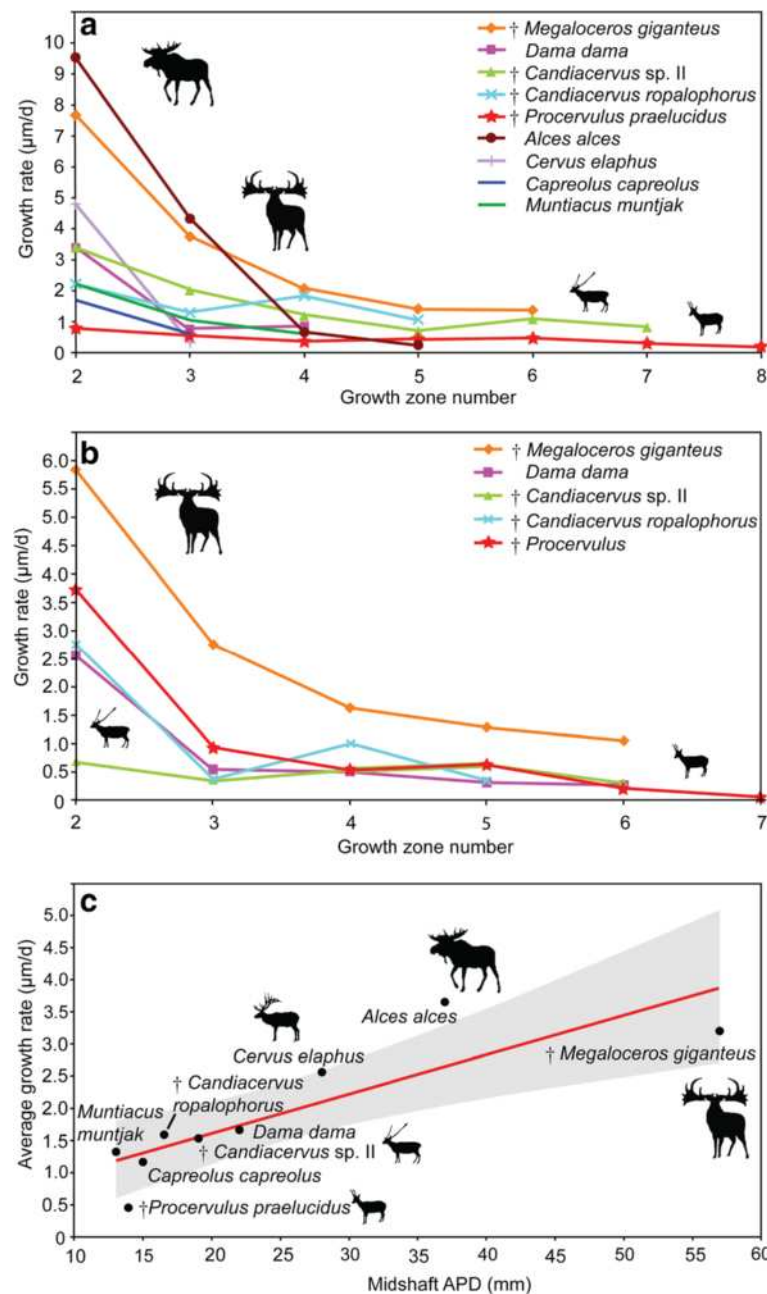 a
Growth rate (µm/d)
10
9
8
7
6
5
4
3
2
1
0
† Megaloceros giganteus
Dama dama
† Candiacervus sp. II
† Candiacervus ropalophorus
† Procervulus praelucidus
Alces alces
Cervus elaphus
Capreolus capreolus
Muntiacus muntjak
2 3 4 5 6 7 8
Growth zone number
b
Growth rate (µm/d)
6.0
5.5
5.0
4.5
4.0
3.5
3.0
2.5
2.0
1.5
1.0
0.5
0
† Megaloceros giganteus
Dama dama
† Candiacervus sp. II
† Candiacervus ropalophorus
† Procervulus
2 3 4 5 6 7
Growth zone number
c
Average growth rate (µm/d)
5.0
4.5
4.0
3.5
3.0
2.5
2.0
1.5
1.0
0.5
0
Alces alces
Cervus elaphus
† Megaloceros giganteus
† Candiacervus
ropalophorus
Muntiacus
muntjak
Dama dama
† Candiacervus sp. II
Capreolus capreolus
†Procervulus praelucidus
10 15 20 25 30 35 40 45 50 55 60
Midshaft APD (mm)